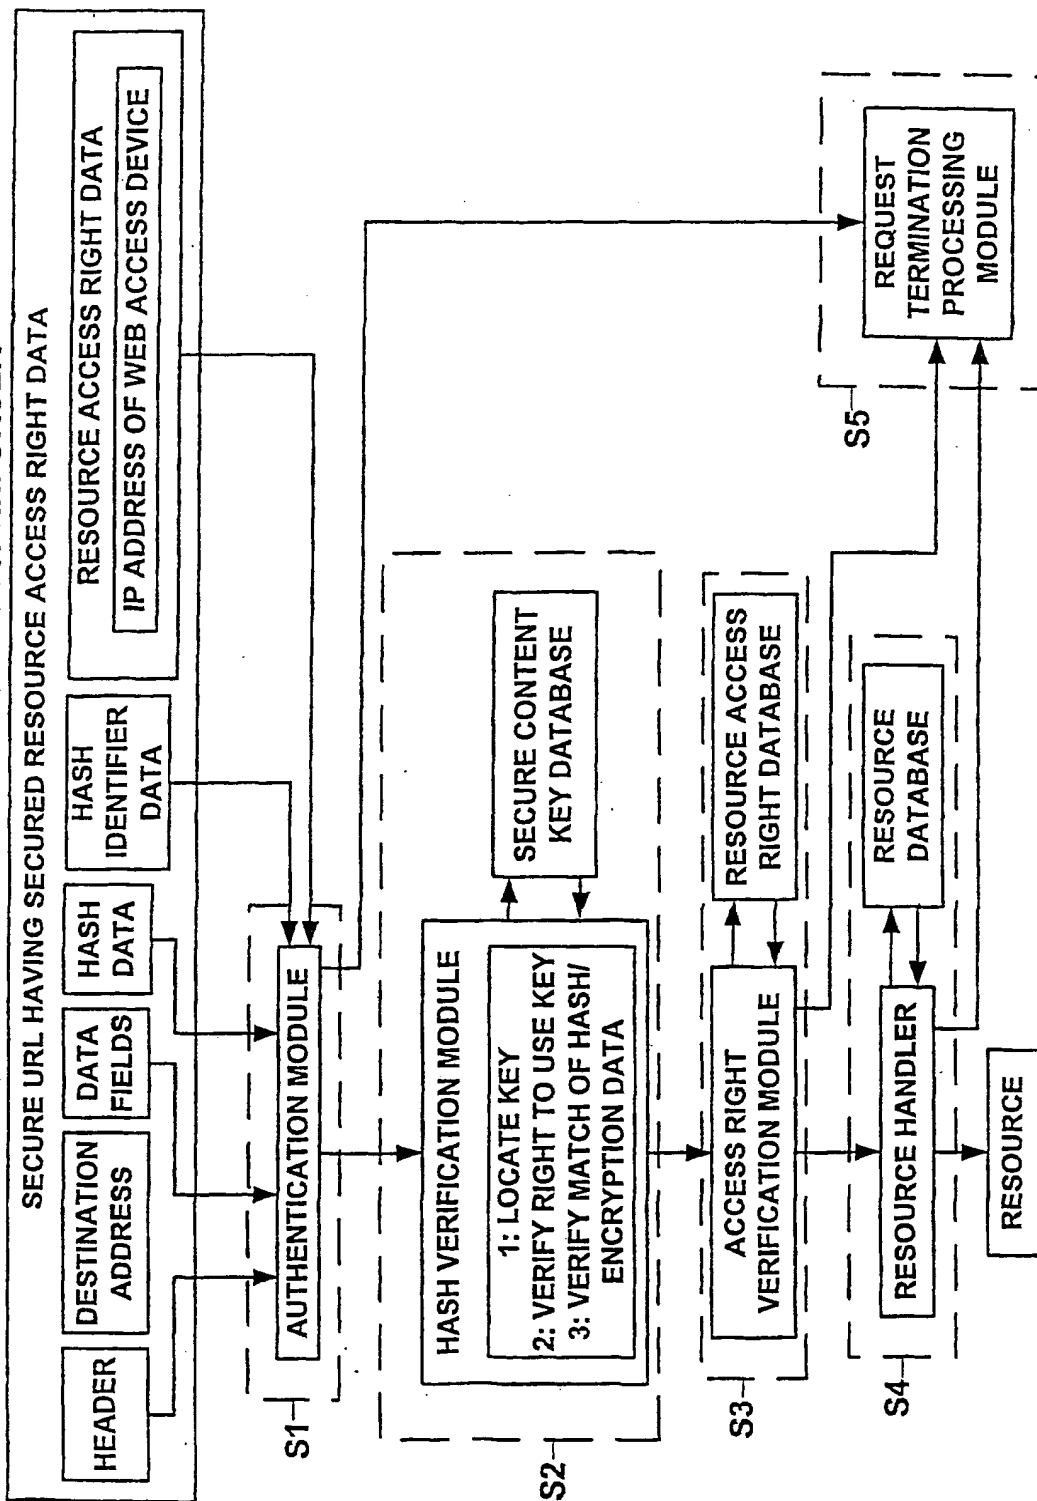 SECURE URL HAVING SECURED RESOURCE ACCESS RIGHT DATA
HEADER
DESTINATION
ADDRESS
DATA
FIELDS
HASH
DATA
HASH
IDENTIFIER
DATA
RESOURCE ACCESS RIGHT DATA
IP ADDRESS OF WEB ACCESS DEVICE
S1
AUTHENTICATION MODULE
S2
HASH VERIFICATION MODULE
1: LOCATE KEY
2: VERIFY RIGHT TO USE KEY
3: VERIFY MATCH OF HASH/
ENCRYPTION DATA
SECURE CONTENT
KEY DATABASE
S3
ACCESS RIGHT
VERIFICATION MODULE
RESOURCE ACCESS
RIGHT DATABASE
S4
RESOURCE HANDLER
RESOURCE
DATABASE
S5
REQUEST
TERMINATION
PROCESSING
MODULE
RESOURCE